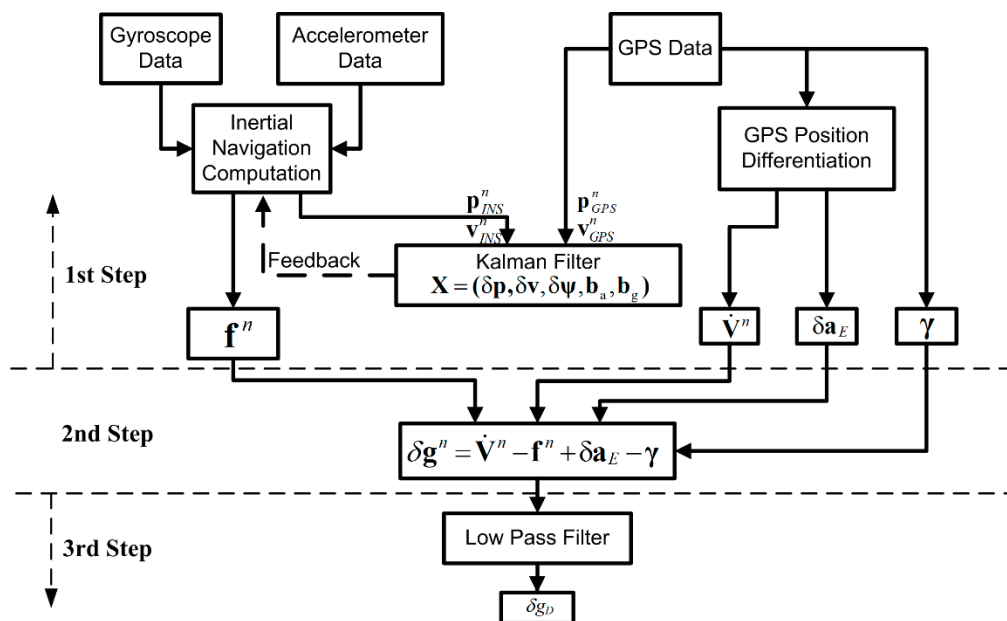 Gyroscope
Data
Accelerometer
Data
GPS Data
Inertial
Navigation
Computation
GPS Position
Differentiation
p^n_INS
v^n_INS
p^n_GPS
v^n_GPS
Feedback
Kalman Filter
X = (δp, δv, δψ, b_a, b_g)
1st Step
f^n
V̇^n
δa_E
γ
2nd Step
δg^n = V̇^n − f^n + δa_E − γ
3rd Step
Low Pass Filter
δg_D